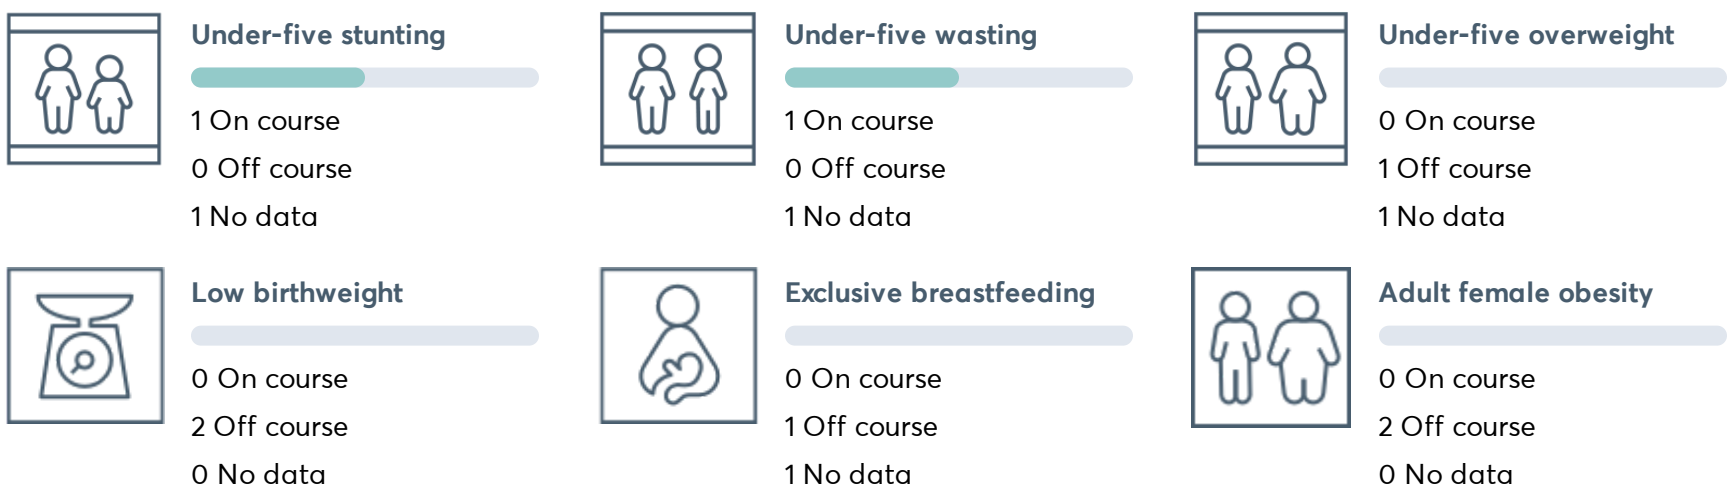 Under-five stunting
1 On course
0 Off course
1 No data
Under-five wasting
1 On course
0 Off course
1 No data
Under-five overweight
0 On course
1 Off course
1 No data
Low birthweight
0 On course
2 Off course
0 No data
Exclusive breastfeeding
0 On course
1 Off course
1 No data
Adult female obesity
0 On course
2 Off course
0 No data